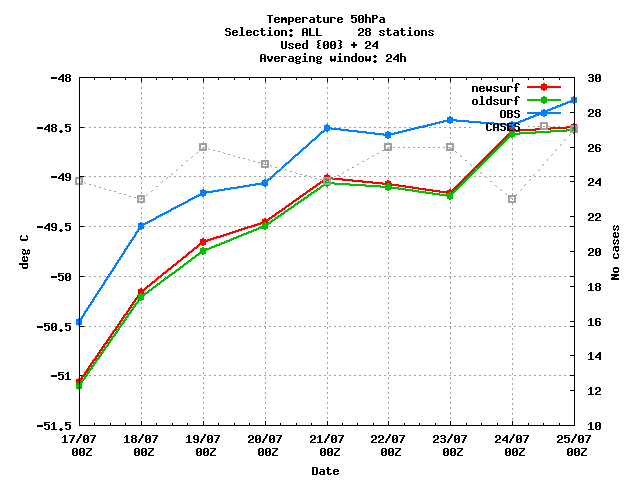 Temperature 50hPa
Selection: ALL 28 stations
Used {00} + 24
Averaging window: 24h
-48 30
newsurf
oldsurf
OBS 28
CASES
-48.5 26
-49 24
22
-49.5
deg C
20
No cases
-50 18
-50.5 16
14
-51
12
-51.5 10
17/07 18/07 19/07 20/07 21/07 22/07 23/07 24/07 25/07
00Z 00Z 00Z 00Z 00Z 00Z 00Z 00Z 00Z
Date